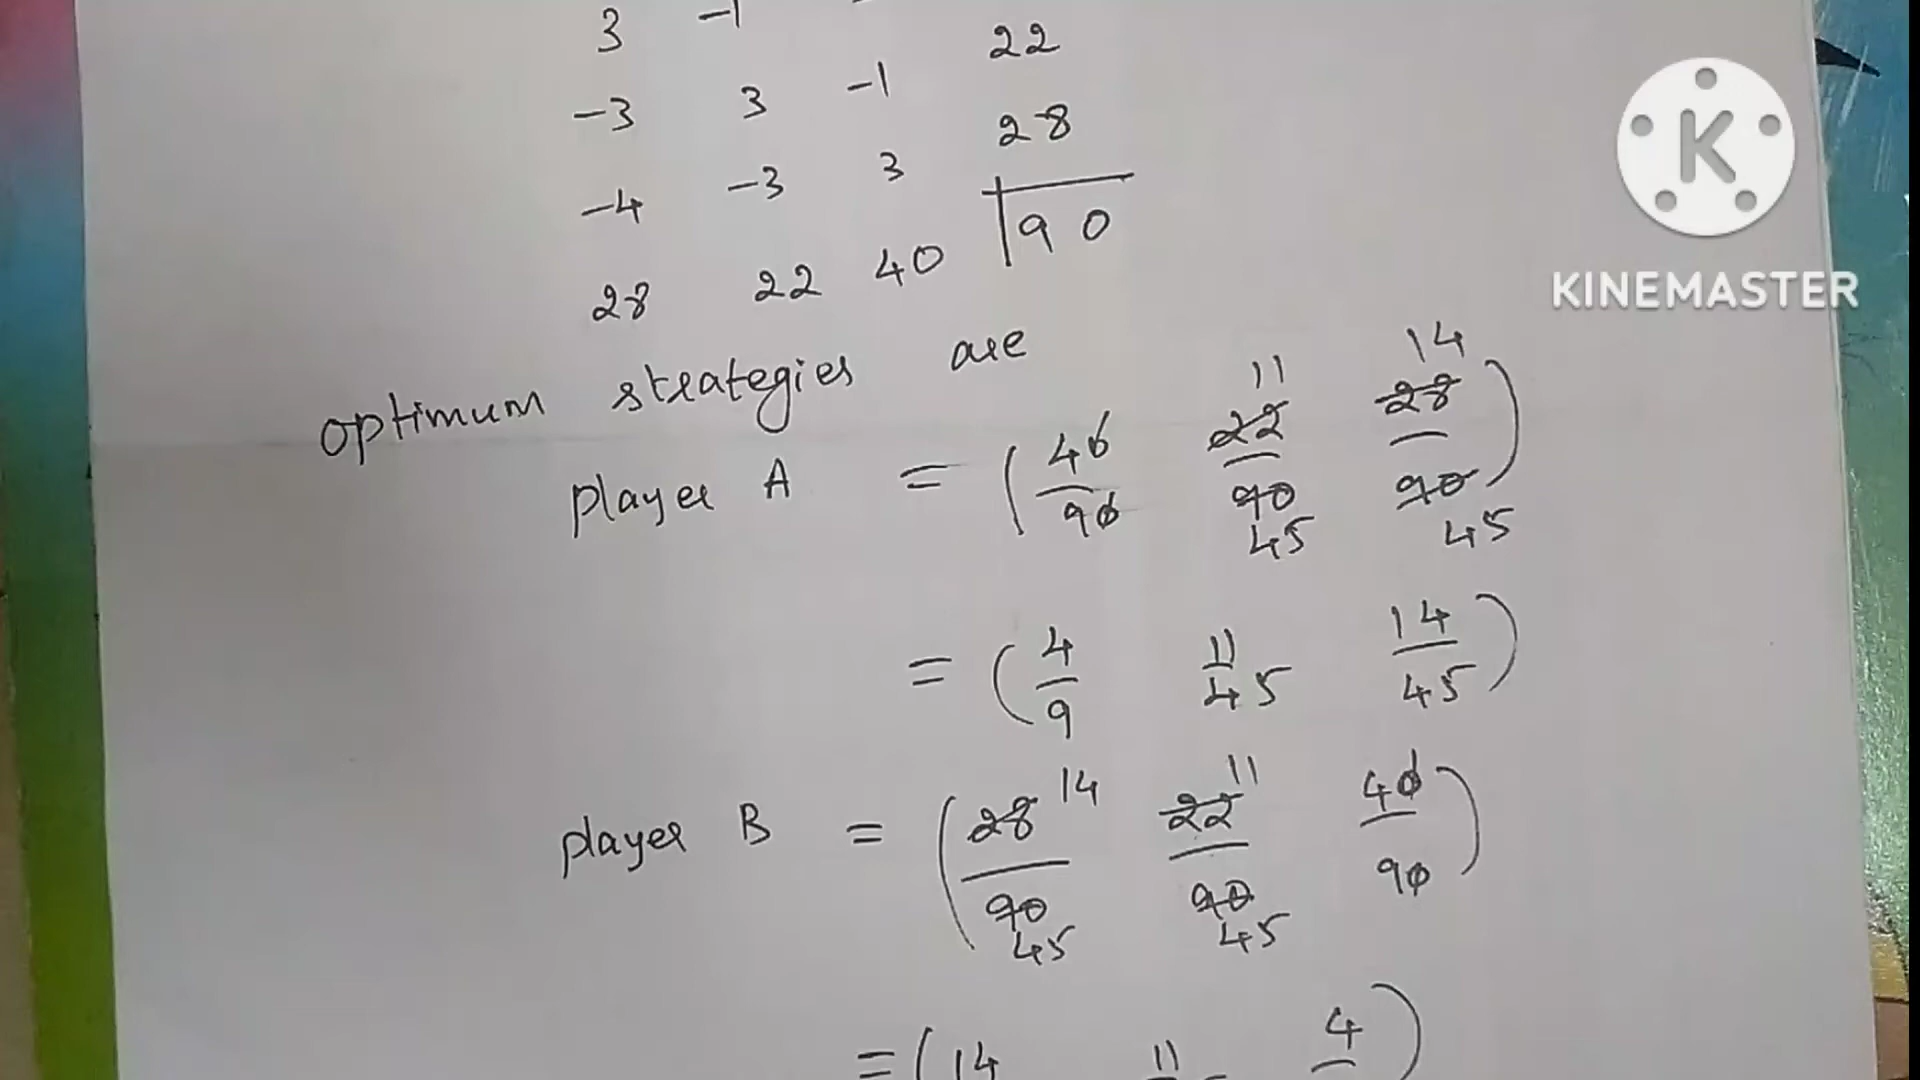 3 -1
22
-3 3 -1
28
-4 -3 3
90
28 22 40
optimum strategies are
11 14
player A = (40/90 22/90 28/90)
45 45
= (4/9 11/45 14/45)
14 11
player B = (28/90 22/90 40/90)
45 45
= (14 11 4)
K
KINEMASTER